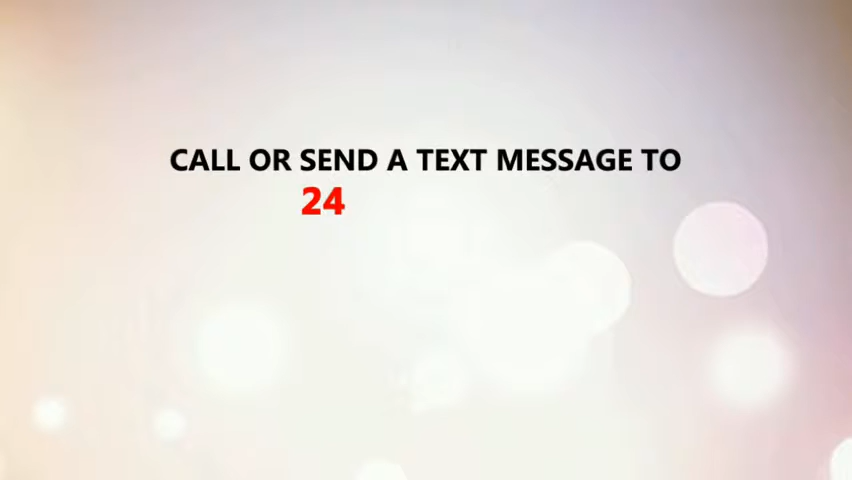 CALL OR SEND A TEXT MESSAGE TO
24